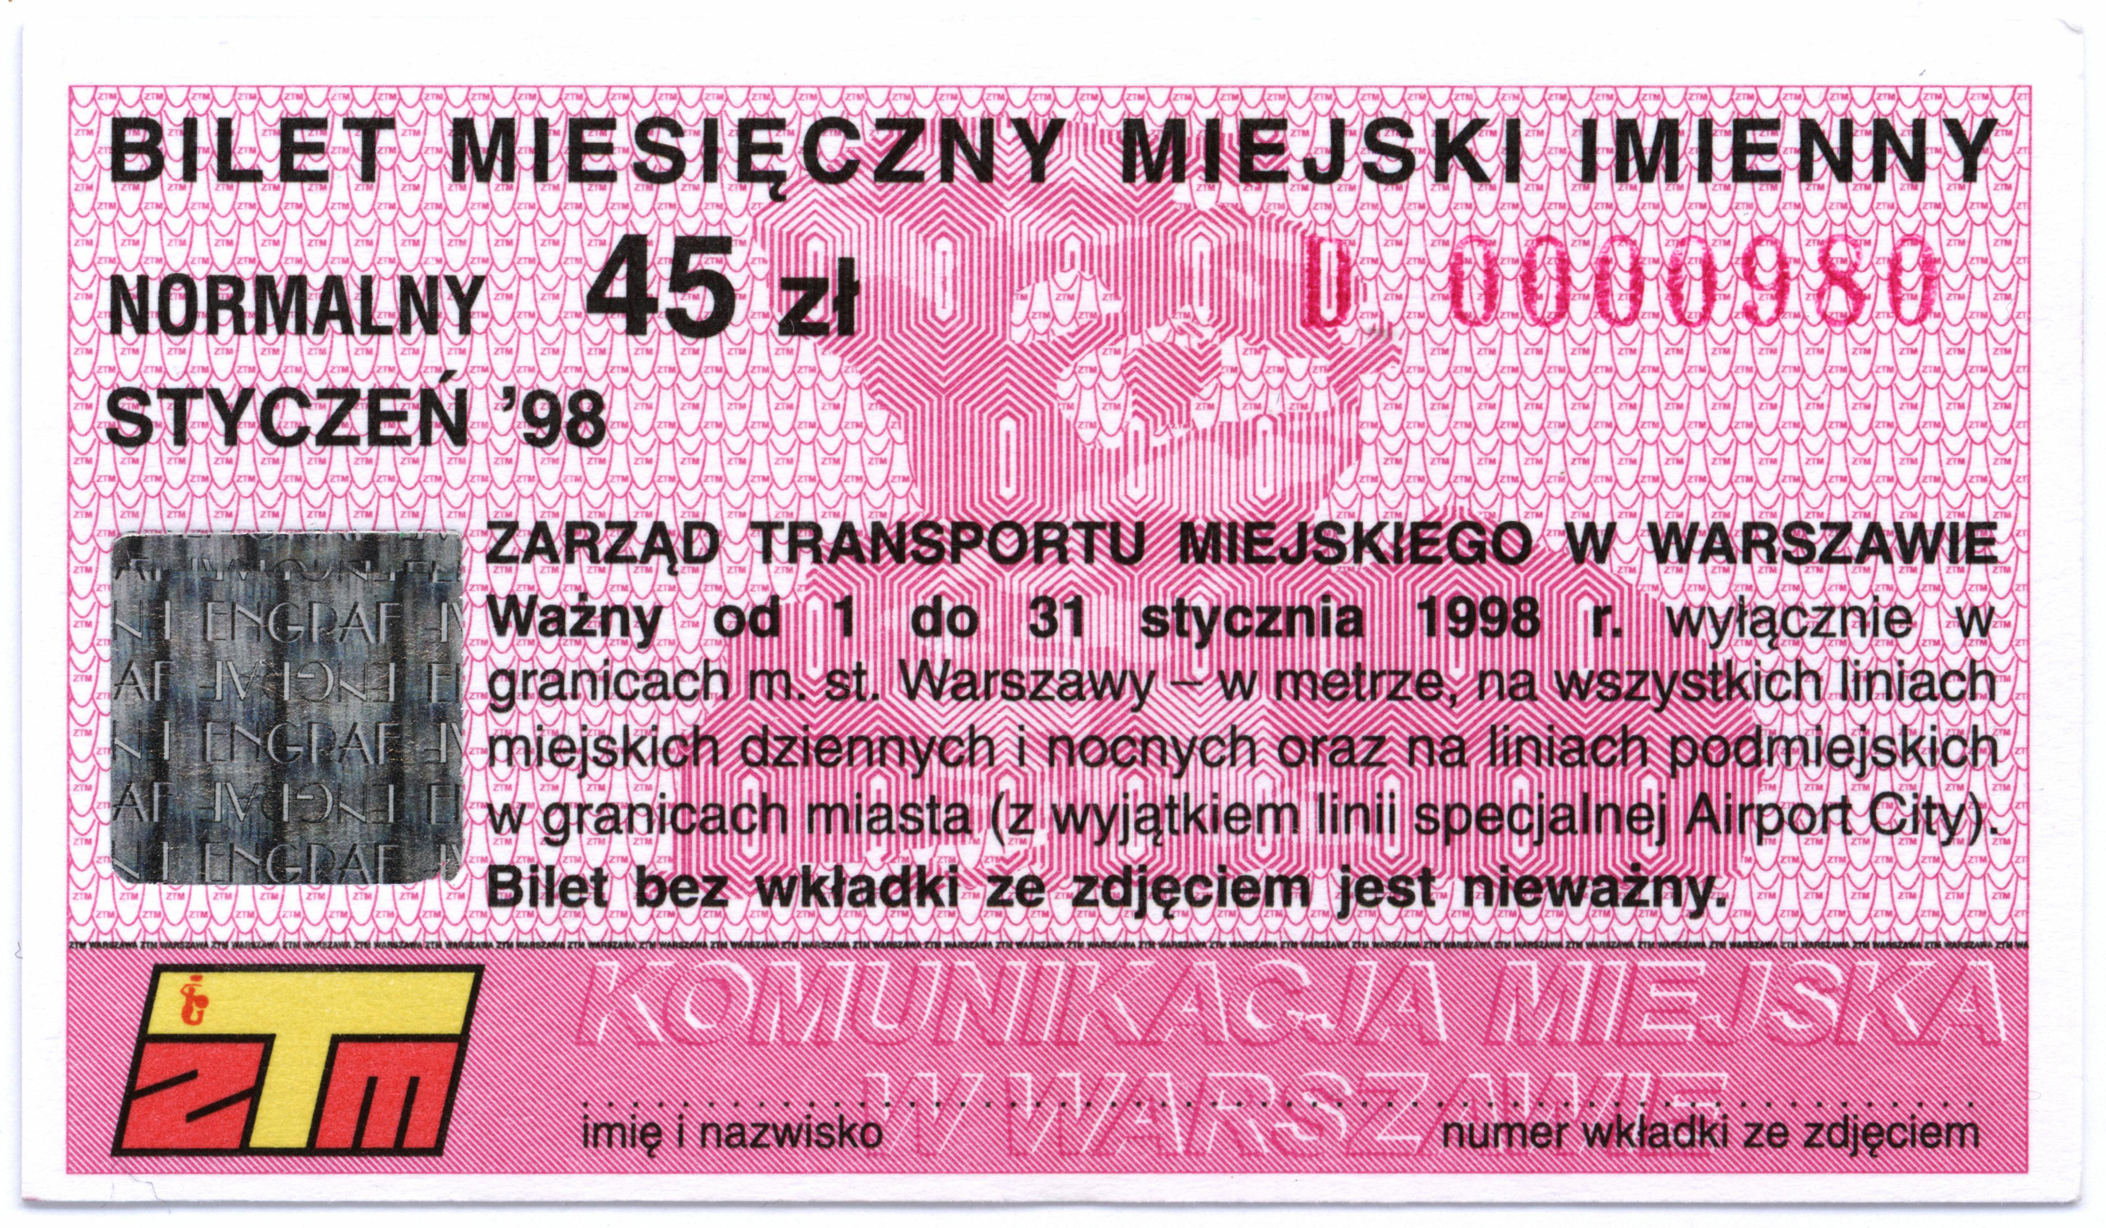 BILET MIESIĘCZNY MIEJSKI IMIENNY
NORMALNY 45 zł D 0000980
STYCZEŃ '98
ZARZĄD TRANSPORTU MIEJSKIEGO W WARSZAWIE
Ważny od 1 do 31 stycznia 1998 r. wyłącznie w
granicach m. st. Warszawy – w metrze, na wszystkich liniach
miejskich dziennych i nocnych oraz na liniach podmiejskich
w granicach miasta (z wyjątkiem linii specjalnej Airport City).
Bilet bez wkładki ze zdjęciem jest nieważny.
ENGRAF
ZTM
KOMUNIKACJA MIEJSKA
W WARSZAWIE
imię i nazwisko numer wkładki ze zdjęciem